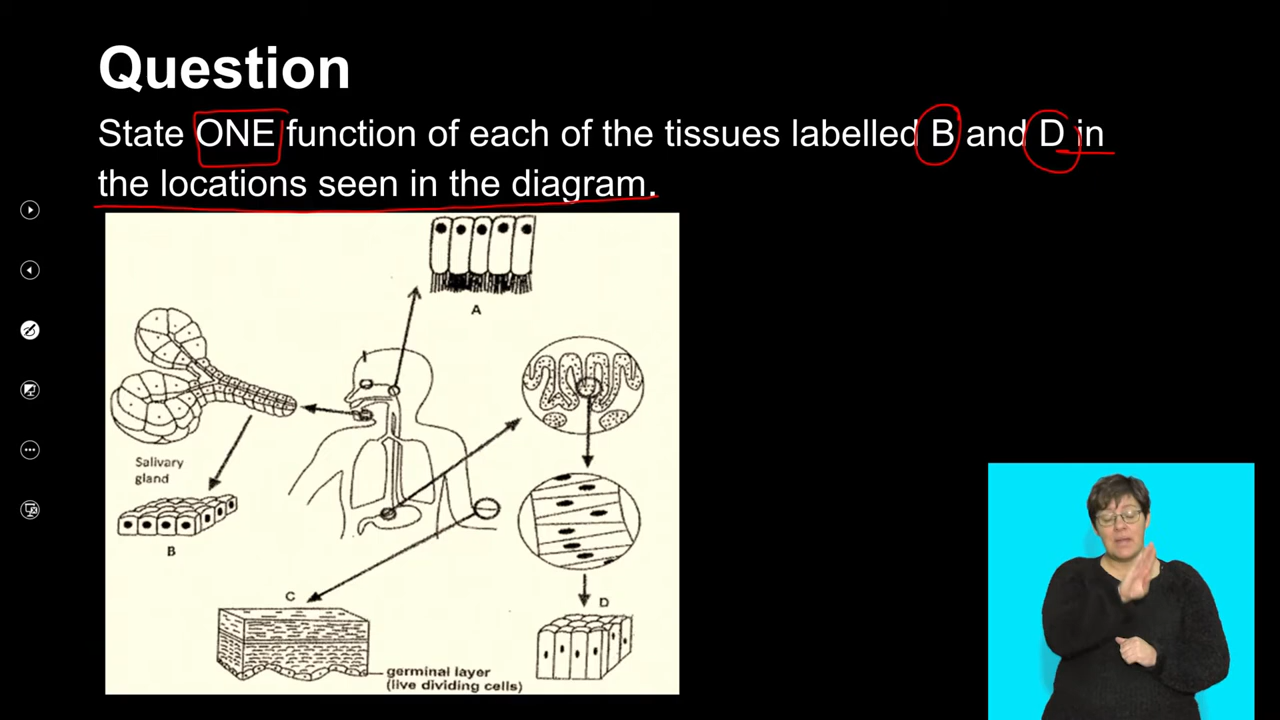 Question
State ONE function of each of the tissues labelled B and D in
the locations seen in the diagram.
A
Salivary
gland
B
C
D
germinal layer
(live dividing cells)